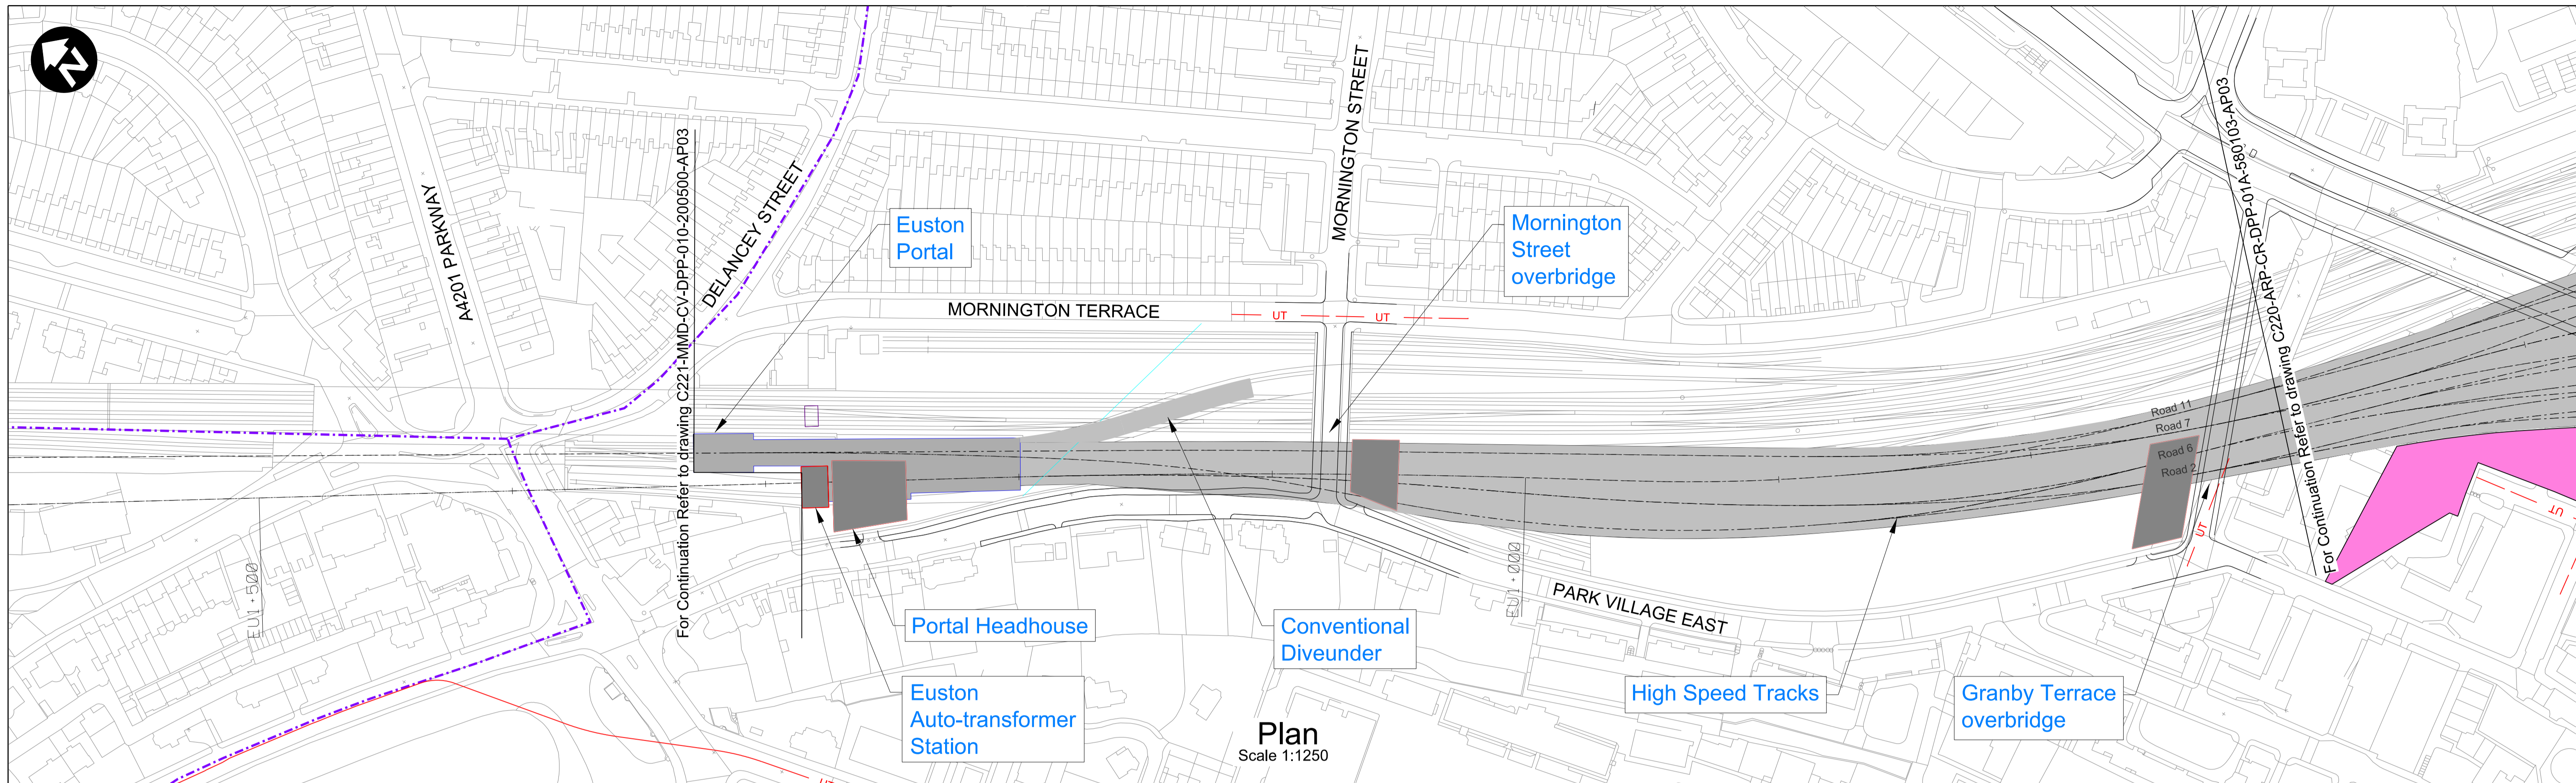 N
A4201 PARKWAY
DELANCEY STREET
For Continuation Refer to drawing C221-MMD-CV-DPP-010-200500-AP03
Euston
Portal
MORNINGTON STREET
Mornington
Street
overbridge
MORNINGTON TERRACE
UT
UT
For Continuation Refer to drawing C220-ARP-CR-DPP-01A-580103-AP03
Road 11
Road 7
Road 6
Road 2
UT
UT
EU1+500
EU1+000
PARK VILLAGE EAST
Portal Headhouse
Conventional
Diveunder
Euston
Auto-transformer
Station
High Speed Tracks
Granby Terrace
overbridge
Plan
Scale 1:1250
UT